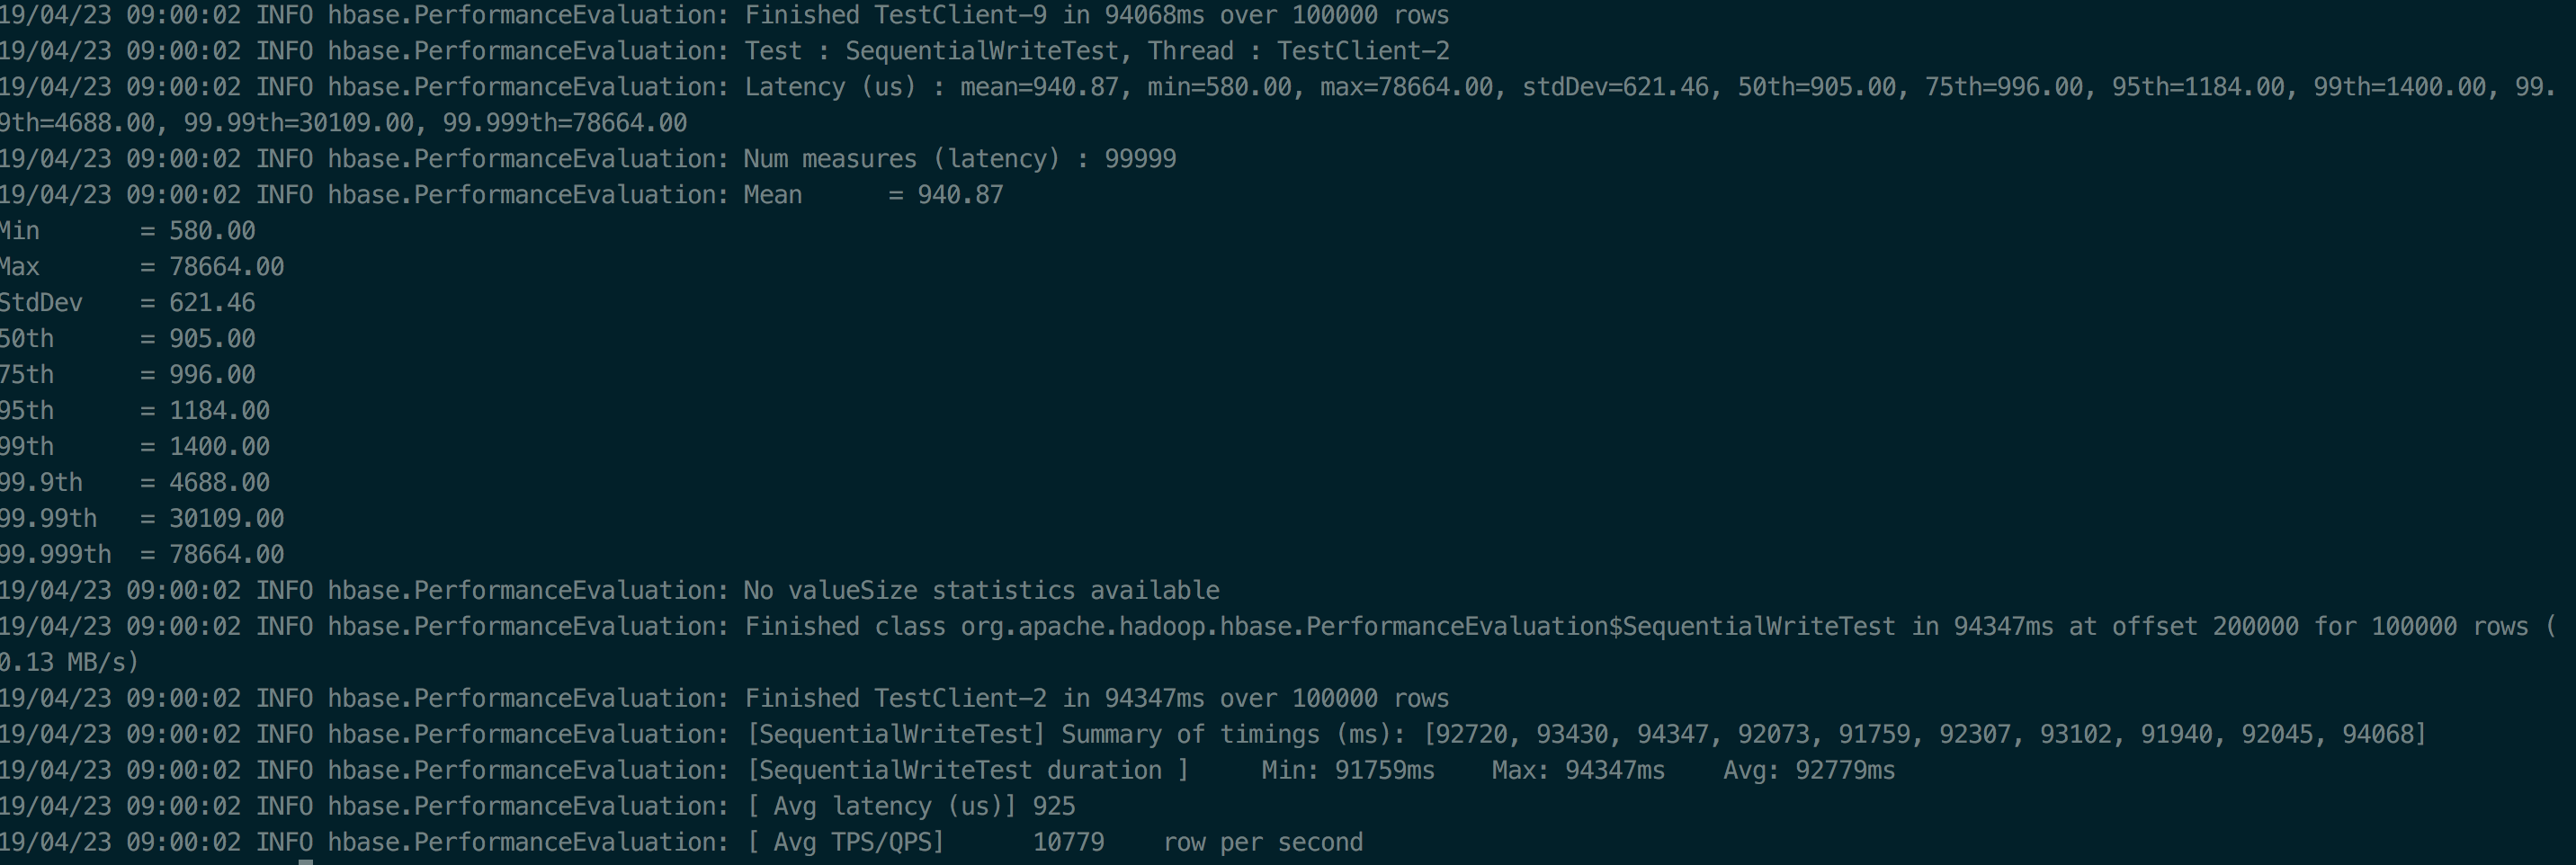 19/04/23 09:00:02 INFO hbase.PerformanceEvaluation: Finished TestClient-9 in 94068ms over 100000 rows
19/04/23 09:00:02 INFO hbase.PerformanceEvaluation: Test : SequentialWriteTest, Thread : TestClient-2
19/04/23 09:00:02 INFO hbase.PerformanceEvaluation: Latency (us) : mean=940.87, min=580.00, max=78664.00, stdDev=621.46, 50th=905.00, 75th=996.00, 95th=1184.00, 99th=1400.00, 99.
9th=4688.00, 99.99th=30109.00, 99.999th=78664.00
19/04/23 09:00:02 INFO hbase.PerformanceEvaluation: Num measures (latency) : 99999
19/04/23 09:00:02 INFO hbase.PerformanceEvaluation: Mean      = 940.87
Min       = 580.00
Max       = 78664.00
StdDev    = 621.46
50th      = 905.00
75th      = 996.00
95th      = 1184.00
99th      = 1400.00
99.9th    = 4688.00
99.99th   = 30109.00
99.999th  = 78664.00
19/04/23 09:00:02 INFO hbase.PerformanceEvaluation: No valueSize statistics available
19/04/23 09:00:02 INFO hbase.PerformanceEvaluation: Finished class org.apache.hadoop.hbase.PerformanceEvaluation$SequentialWriteTest in 94347ms at offset 200000 for 100000 rows (
0.13 MB/s)
19/04/23 09:00:02 INFO hbase.PerformanceEvaluation: Finished TestClient-2 in 94347ms over 100000 rows
19/04/23 09:00:02 INFO hbase.PerformanceEvaluation: [SequentialWriteTest] Summary of timings (ms): [92720, 93430, 94347, 92073, 91759, 92307, 93102, 91940, 92045, 94068]
19/04/23 09:00:02 INFO hbase.PerformanceEvaluation: [SequentialWriteTest duration ]     Min: 91759ms    Max: 94347ms    Avg: 92779ms
19/04/23 09:00:02 INFO hbase.PerformanceEvaluation: [ Avg latency (us)] 925
19/04/23 09:00:02 INFO hbase.PerformanceEvaluation: [ Avg TPS/QPS]      10779    row per second